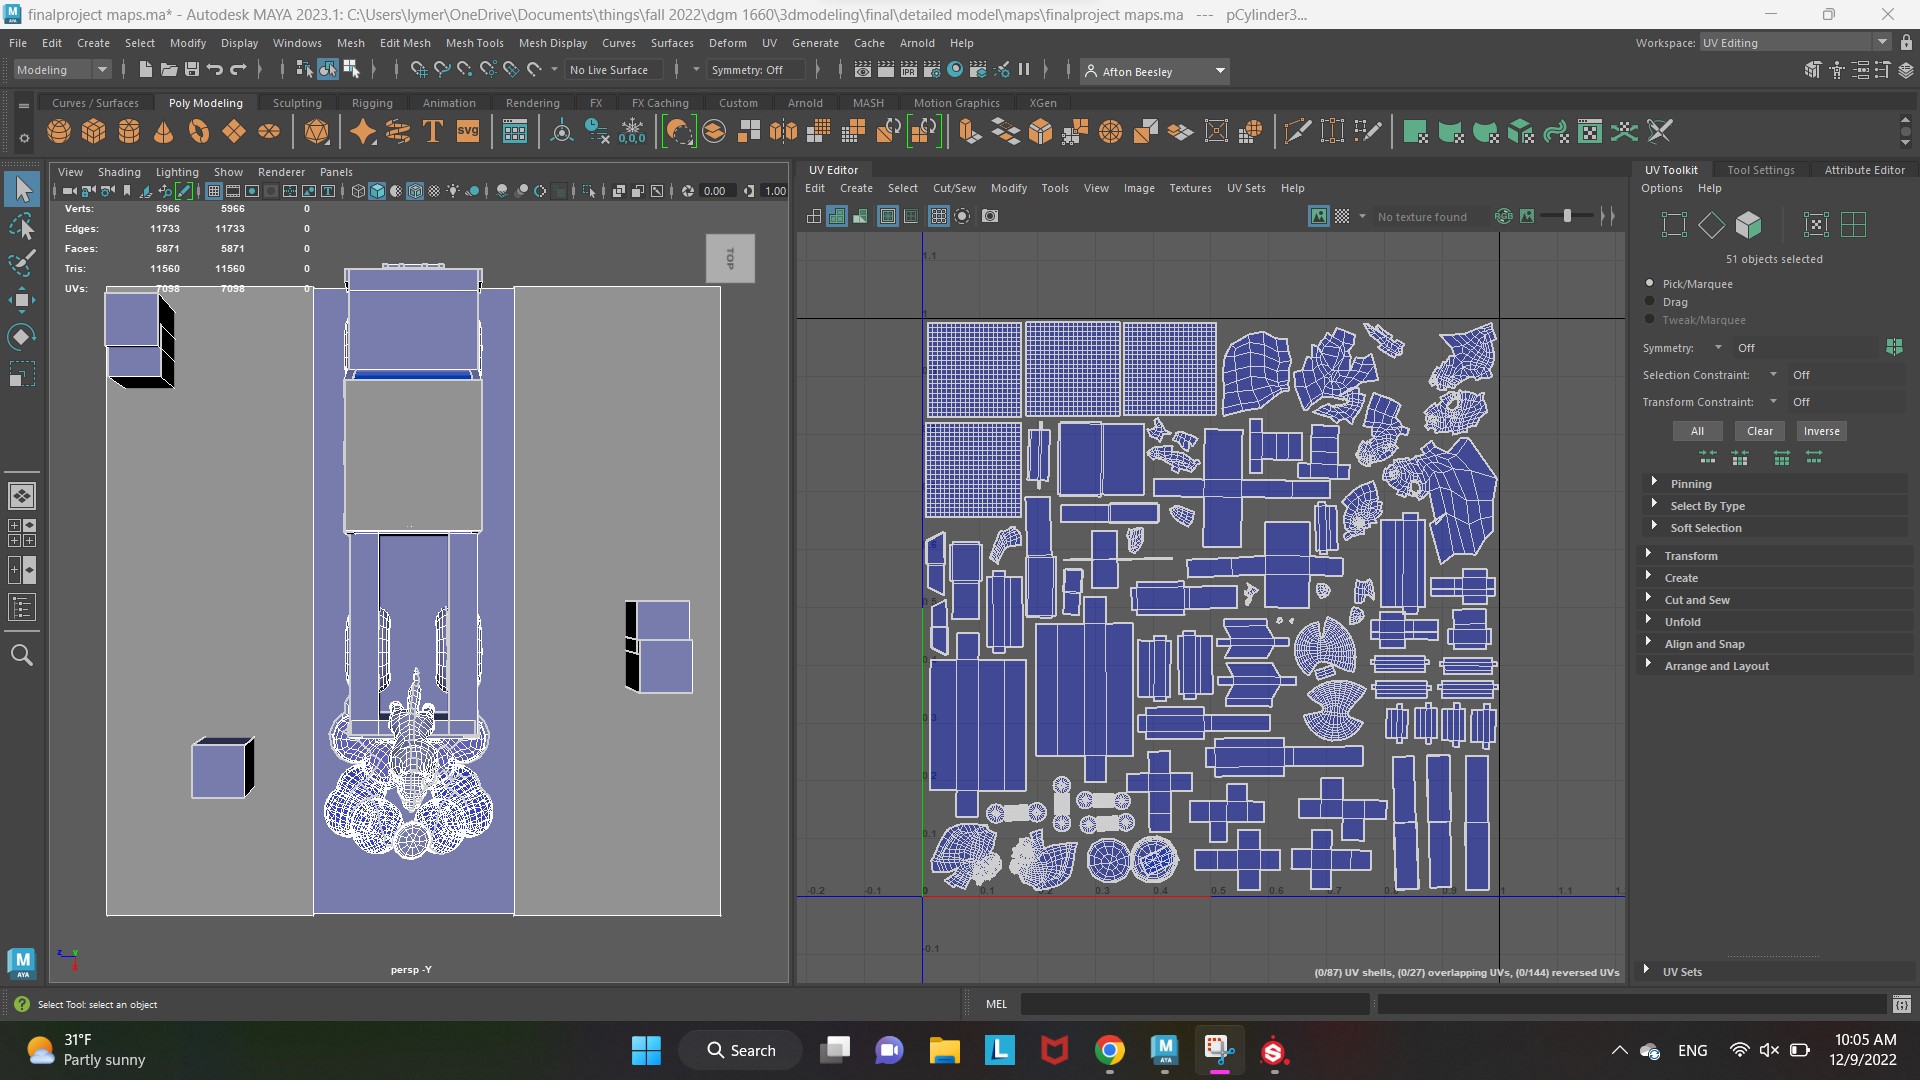 finalproject maps.ma* - Autodesk MAYA 2023.1: C:\Users\lymer\OneDrive\Documents\things\fall 2022\dgm 1660\3dmodeling\final\detailed model\maps\finalproject maps.ma --- pCylinder3...
File Edit Create Select Modify Display Windows Mesh Edit Mesh Mesh Tools Mesh Display Curves Surfaces Deform UV Generate Cache Arnold Help
Workspace: UV Editing
Modeling
No Live Surface
Symmetry: Off
IPR
Afton Beesley
Curves / Surfaces Poly Modeling Sculpting Rigging Animation Rendering FX FX Caching Custom Arnold MASH Motion Graphics XGen
svg
0,0,0
View Shading Lighting Show Renderer Panels
0.00
1.00
Verts: 5966 5966 0
Edges: 11733 11733 0
Faces: 5871 5871 0
Tris: 11560 11560 0
UVs: 7098 7098 0
TOP
persp -Y
UV Editor
Edit Create Select Cut/Sew Modify Tools View Image Textures UV Sets Help
No texture found
RGB
1.1
-0.2 -0.1 0 0.1 0.3 0.4 0.5 0.6 0.7 1 1.1
-0.1
(0/87) UV shells, (0/27) overlapping UVs, (0/144) reversed UVs
UV Toolkit Tool Settings Attribute Editor
Options Help
51 objects selected
Pick/Marquee
Drag
Tweak/Marquee
Symmetry: Off
Selection Constraint: Off
Transform Constraint: Off
All Clear Inverse
Pinning
Select By Type
Soft Selection
Transform
Create
Cut and Sew
Unfold
Align and Snap
Arrange and Layout
UV Sets
M
AYA
Select Tool: select an object
MEL
31°F
Partly sunny
Search
L
M
AYA
ENG
10:05 AM
12/9/2022